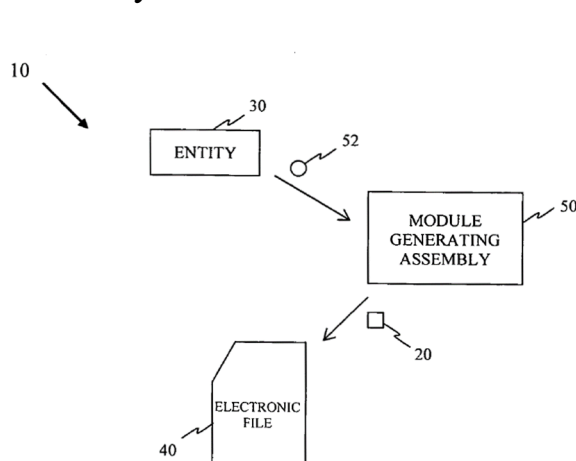 10
30
ENTITY
52
50
MODULE
GENERATING
ASSEMBLY
20
ELECTRONIC
FILE
40